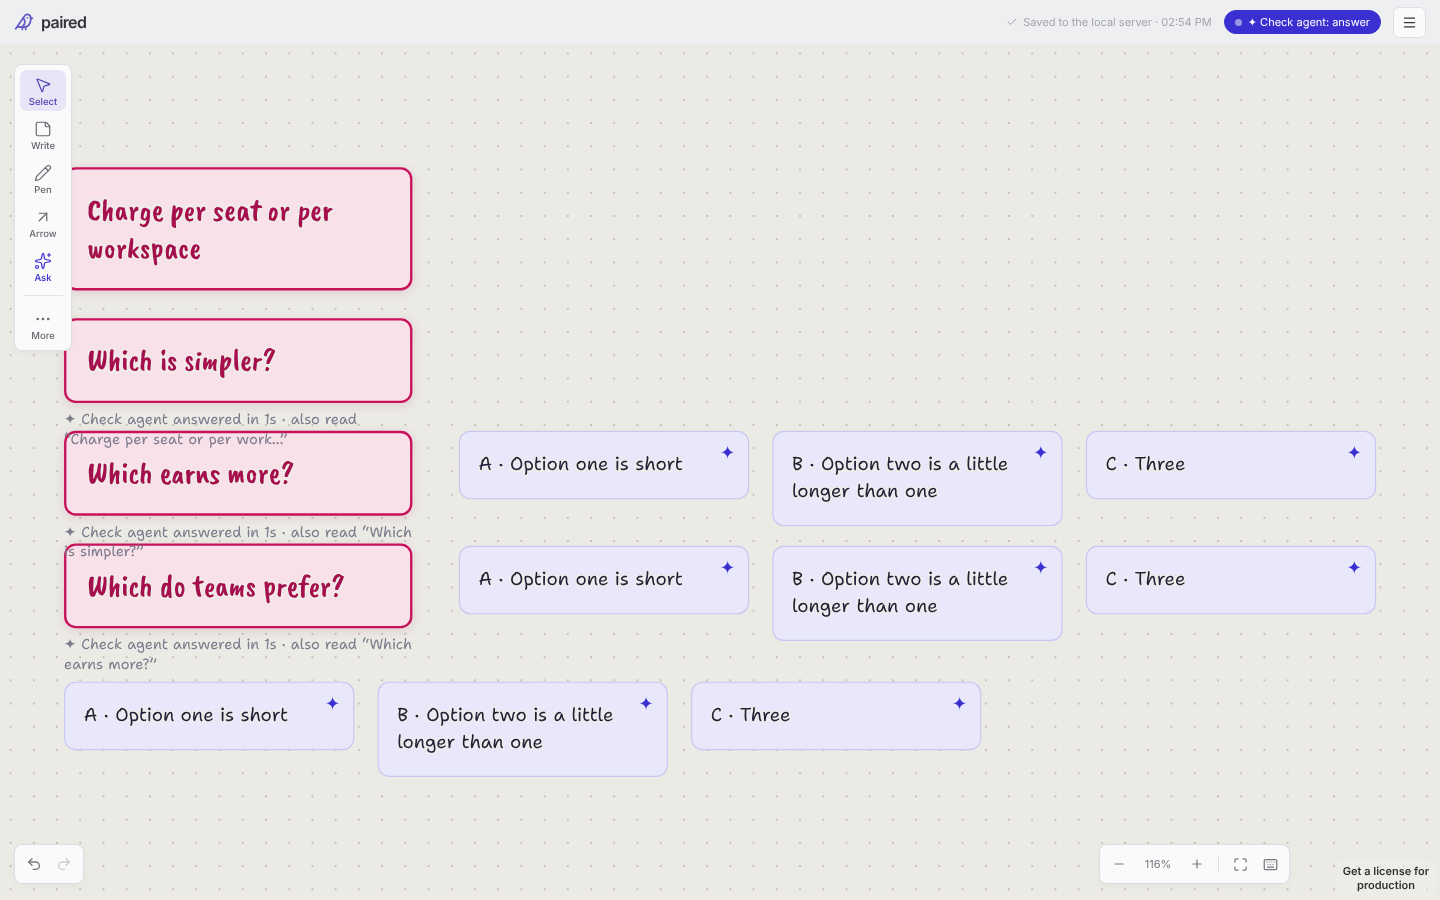 paired
Saved to the local server · 02:54 PM
✦ Check agent: answer
Select
Write
Pen
Arrow
Ask
More
Charge per seat or per
workspace
Which is simpler?
✦ Check agent answered in 1s · also read
“Charge per seat or per work…”
Which earns more?
A · Option one is short
B · Option two is a little
longer than one
C · Three
✦ Check agent answered in 1s · also read “Which
is simpler?”
Which do teams prefer?
A · Option one is short
B · Option two is a little
longer than one
C · Three
✦ Check agent answered in 1s · also read “Which
earns more?”
A · Option one is short
B · Option two is a little
longer than one
C · Three
116%
Get a license for
production